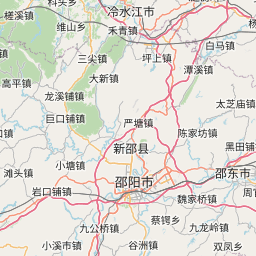 科头乡
槎溪镇
冷水江市
维山乡
禾青镇
白马镇
三尖镇
坪上镇
潭溪镇
高平镇
大新镇
龙溪铺镇
太芝庙镇
巨口铺镇
严塘镇
陈家坊镇
新邵县
黑田铺镇
小塘镇
滩头镇
邵东市
邵阳市
岩口铺镇
魏家桥镇
蔡锷乡
九公桥镇
九龙岭镇
小溪市镇
谷洲镇
双凤乡